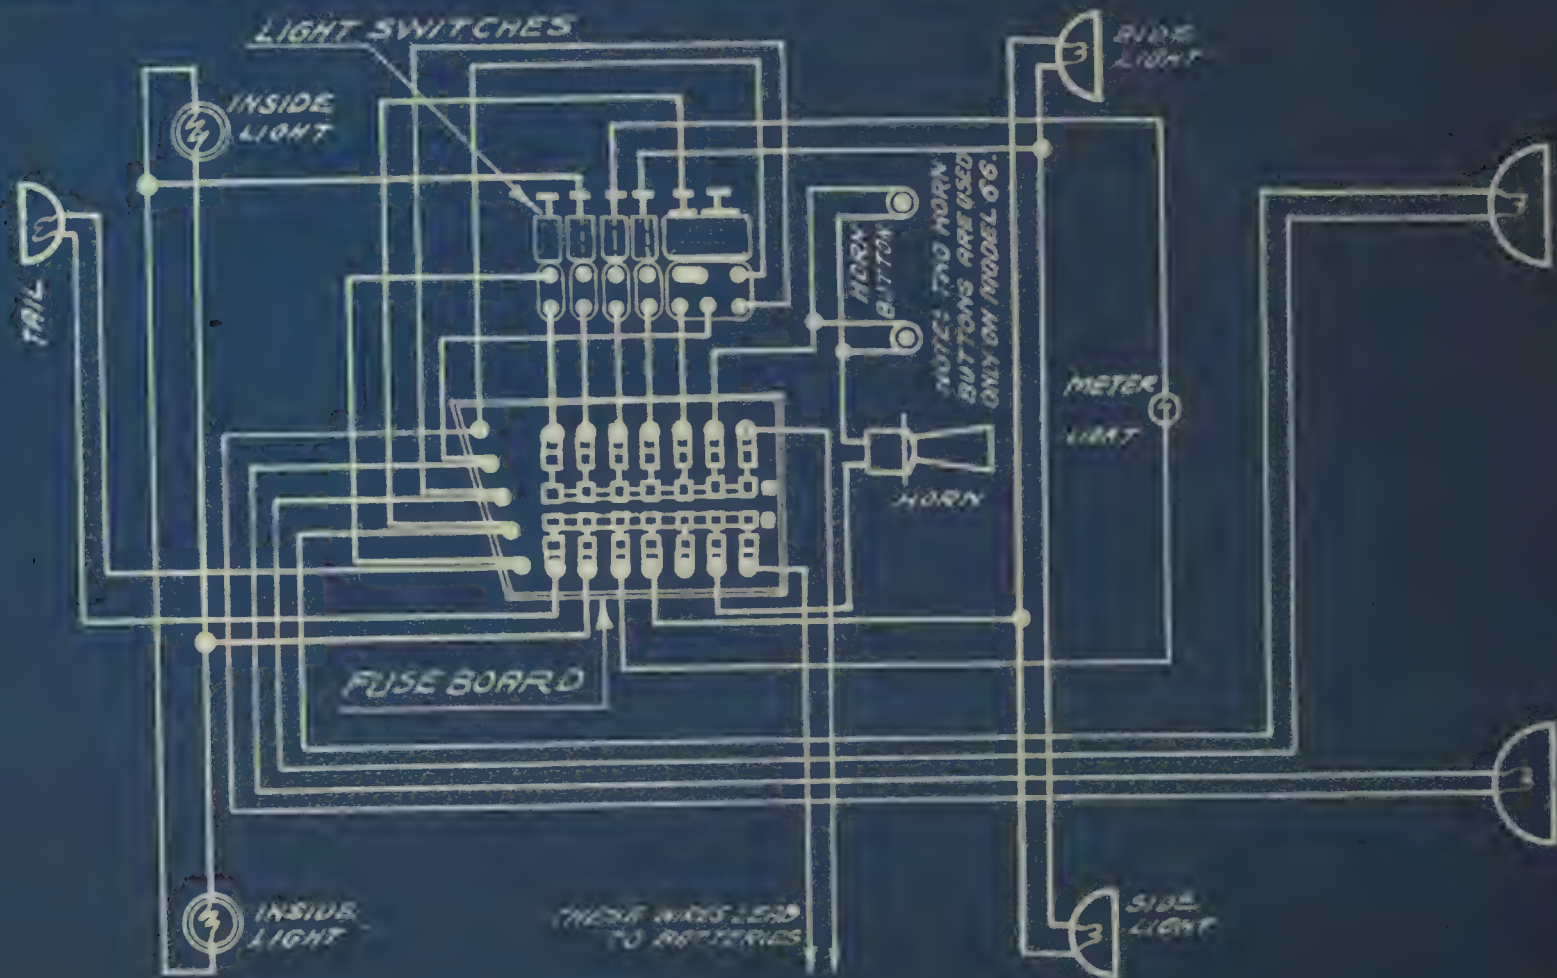 LIGHT SWITCHES
SIDE
LIGHT
INSIDE
LIGHT
TAIL
HORN
BUTTON
NOTE: TWO HORN
BUTTONS ARE USED
ONLY ON MODEL 66.
METER
LIGHT
HORN
FUSE BOARD
INSIDE
LIGHT
THESE WIRES LEAD
TO BATTERIES
SIDE
LIGHT